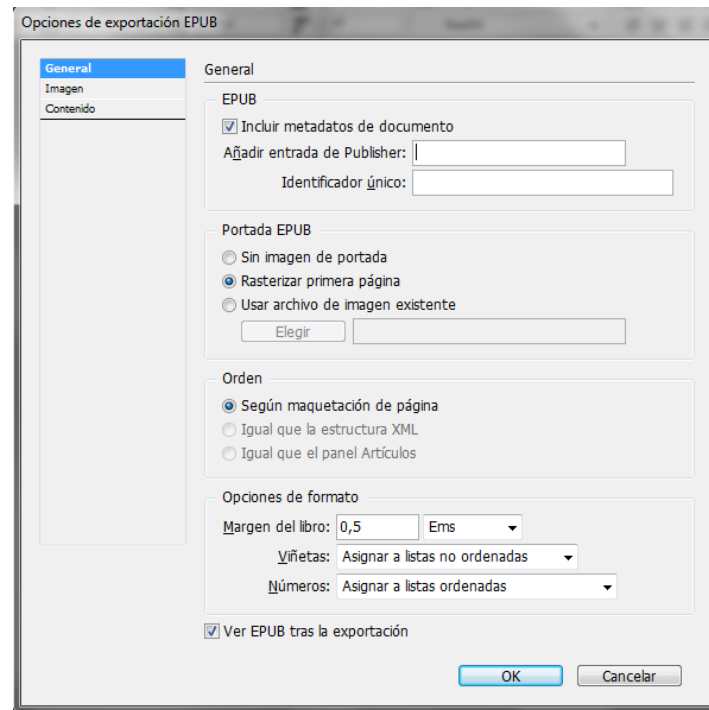 Opciones de exportación EPUB
General
Imagen
Contenido
General
EPUB
Incluir metadatos de documento
Añadir entrada de Publisher:
Identificador único:
Portada EPUB
Sin imagen de portada
Rasterizar primera página
Usar archivo de imagen existente
Elegir
Orden
Según maquetación de página
Igual que la estructura XML
Igual que el panel Artículos
Opciones de formato
Margen del libro: 0,5 Ems
Viñetas: Asignar a listas no ordenadas
Números: Asignar a listas ordenadas
Ver EPUB tras la exportación
OK Cancelar